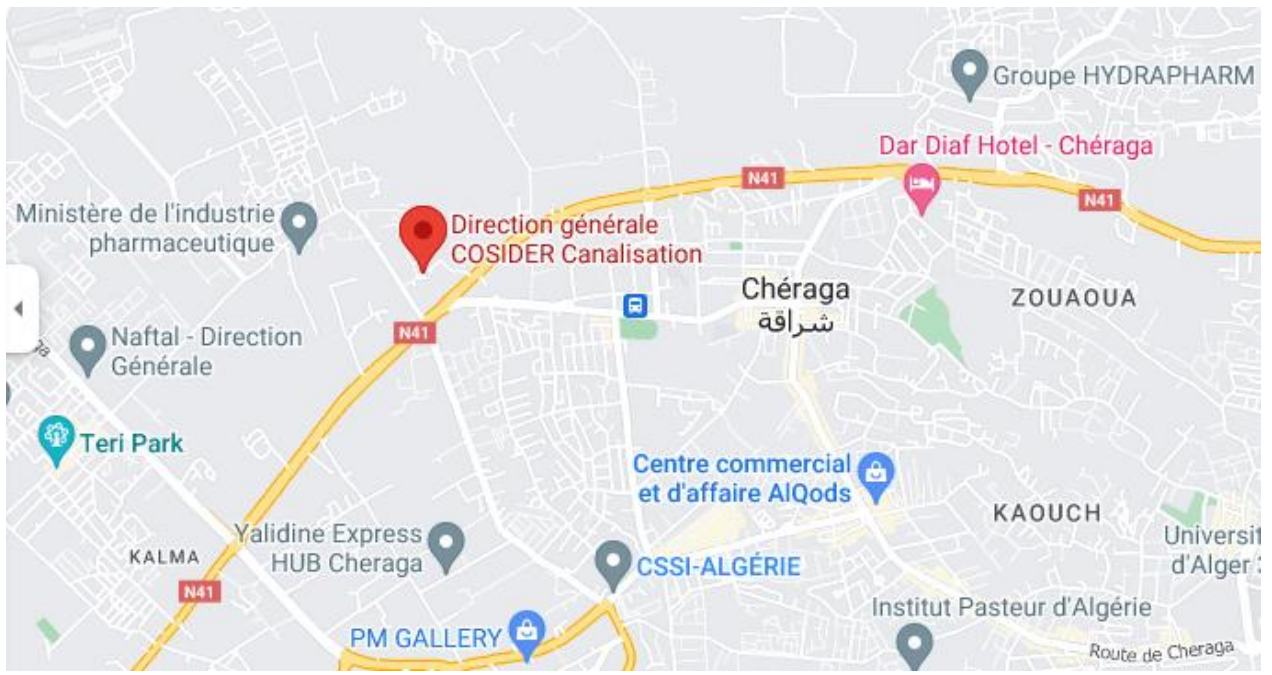 Groupe HYDRAPHARM
Dar Diaf Hotel - Chéraga
N41
N41
Ministère de l'industrie
pharmaceutique
Direction générale
COSIDER Canalisation
Chéraga
شراقة
ZOUAOUA
N41
Naftal - Direction
Générale
Teri Park
Centre commercial
et d'affaire AlQods
KAOUCH
Universit
d'Alger 3
Yalidine Express
HUB Cheraga
KALMA
CSSI-ALGÉRIE
N41
Institut Pasteur d'Algérie
PM GALLERY
Route de Cheraga